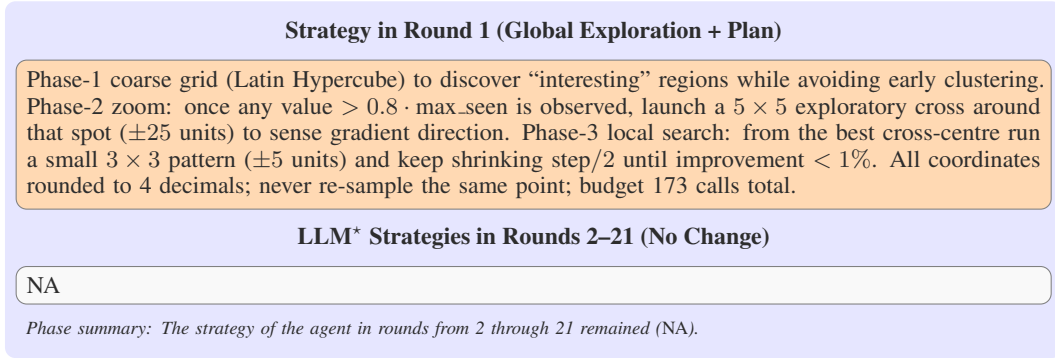 Strategy in Round 1 (Global Exploration + Plan)
Phase-1 coarse grid (Latin Hypercube) to discover “interesting” regions while avoiding early clustering.
Phase-2 zoom: once any value > 0.8 · max_seen is observed, launch a 5 × 5 exploratory cross around
that spot (±25 units) to sense gradient direction. Phase-3 local search: from the best cross-centre run
a small 3 × 3 pattern (±5 units) and keep shrinking step/2 until improvement < 1%. All coordinates
rounded to 4 decimals; never re-sample the same point; budget 173 calls total.
LLM⋆ Strategies in Rounds 2–21 (No Change)
NA
Phase summary: The strategy of the agent in rounds from 2 through 21 remained (NA).